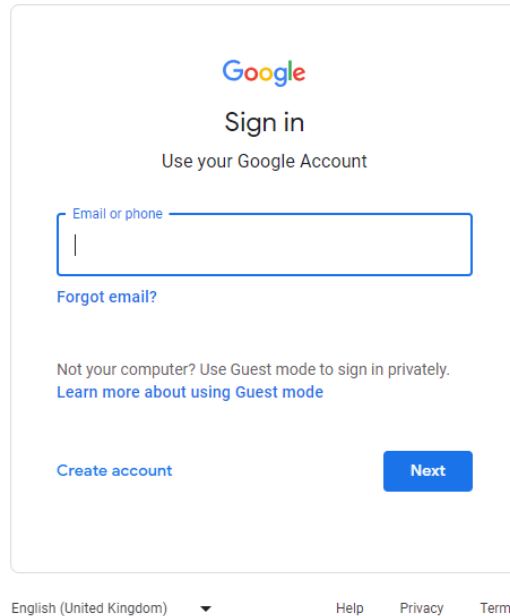 Google
Sign in
Use your Google Account
Email or phone
Forgot email?
Not your computer? Use Guest mode to sign in privately.
Learn more about using Guest mode
Create account
Next
English (United Kingdom)
Help
Privacy
Term